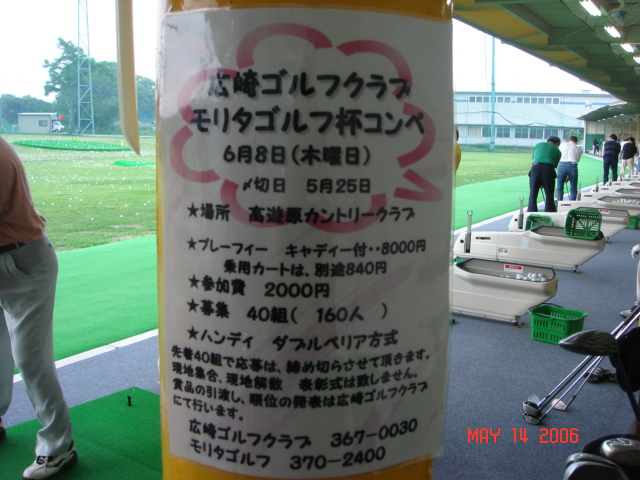 広崎ゴルフクラブ
モリタゴルフ杯コンペ
6月8日(木曜日)
〆切日 5月25日
★場所 高遊原カントリークラブ
★プレーフィー キャディー付・・8000円
乗用カートは、別途840円
★参加費 2000円
★募集 40組( 160人 )
★ハンディ ダブルペリア方式
先着40組で応募は、締め切らさせて頂きます。
現地集合、現地解散 表彰式は致しません。
賞品の引渡し、順位の発表は広崎ゴルフクラブ
にて行います。
広崎ゴルフクラブ 367-0030
モリタゴルフ 370-2400
MAY 14 2006